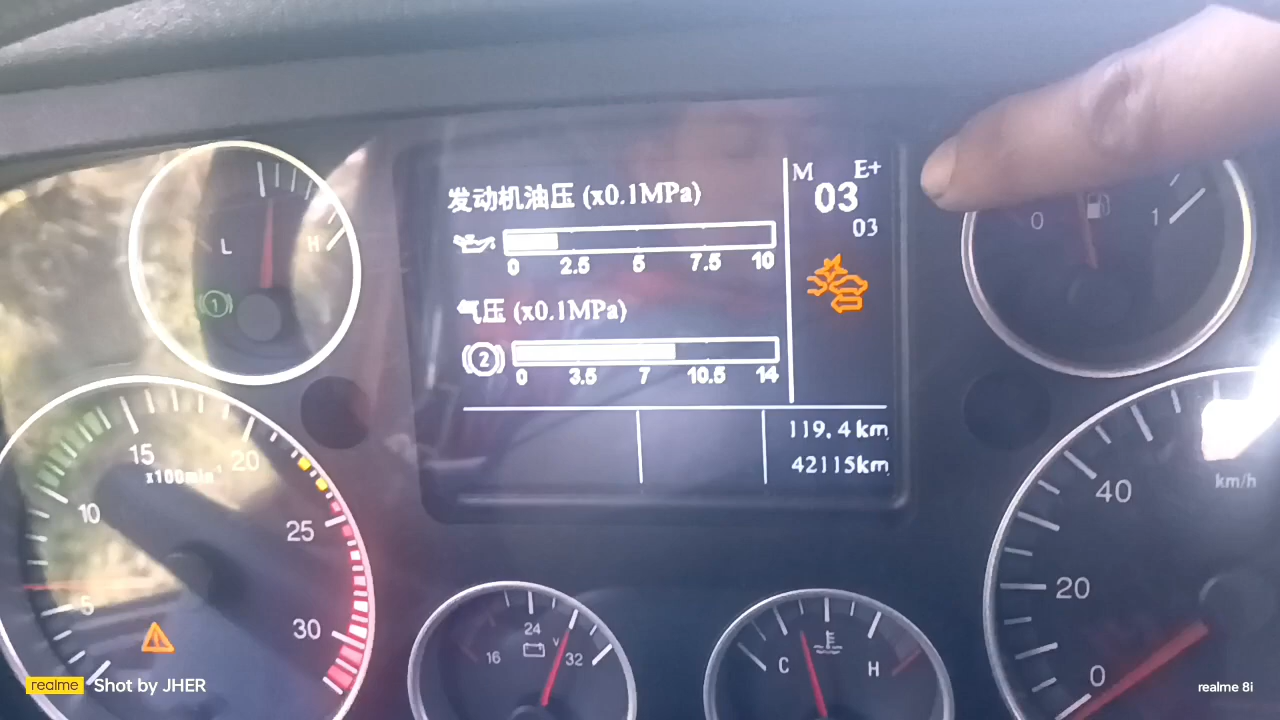 发动机油压 (x0.1MPa)
0 2.5 5 7.5 10
气压 (x0.1MPa)
2
0 3.5 7 10.5 14
M E+
03
03
119.4 km
42115km
L H
1
0 1
5 10 15 20 25 30
x100min⁻¹
16 24 32
V
C E H
0 20 40
km/h
realme Shot by JHER
realme 8i